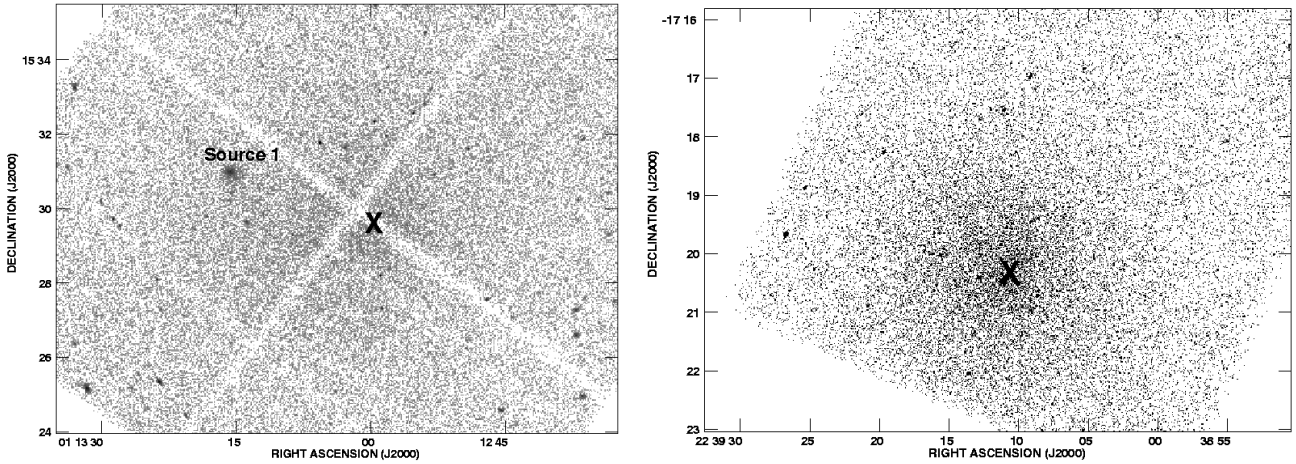 15 34
32
30
28
26
24
DECLINATION (J2000)
Source 1
X
01 13 30
15
00
12 45
RIGHT ASCENSION (J2000)
-17 16
17
18
19
20
21
22
23
DECLINATION (J2000)
X
22 39 30
25
20
15
10
05
00
38 55
RIGHT ASCENSION (J2000)